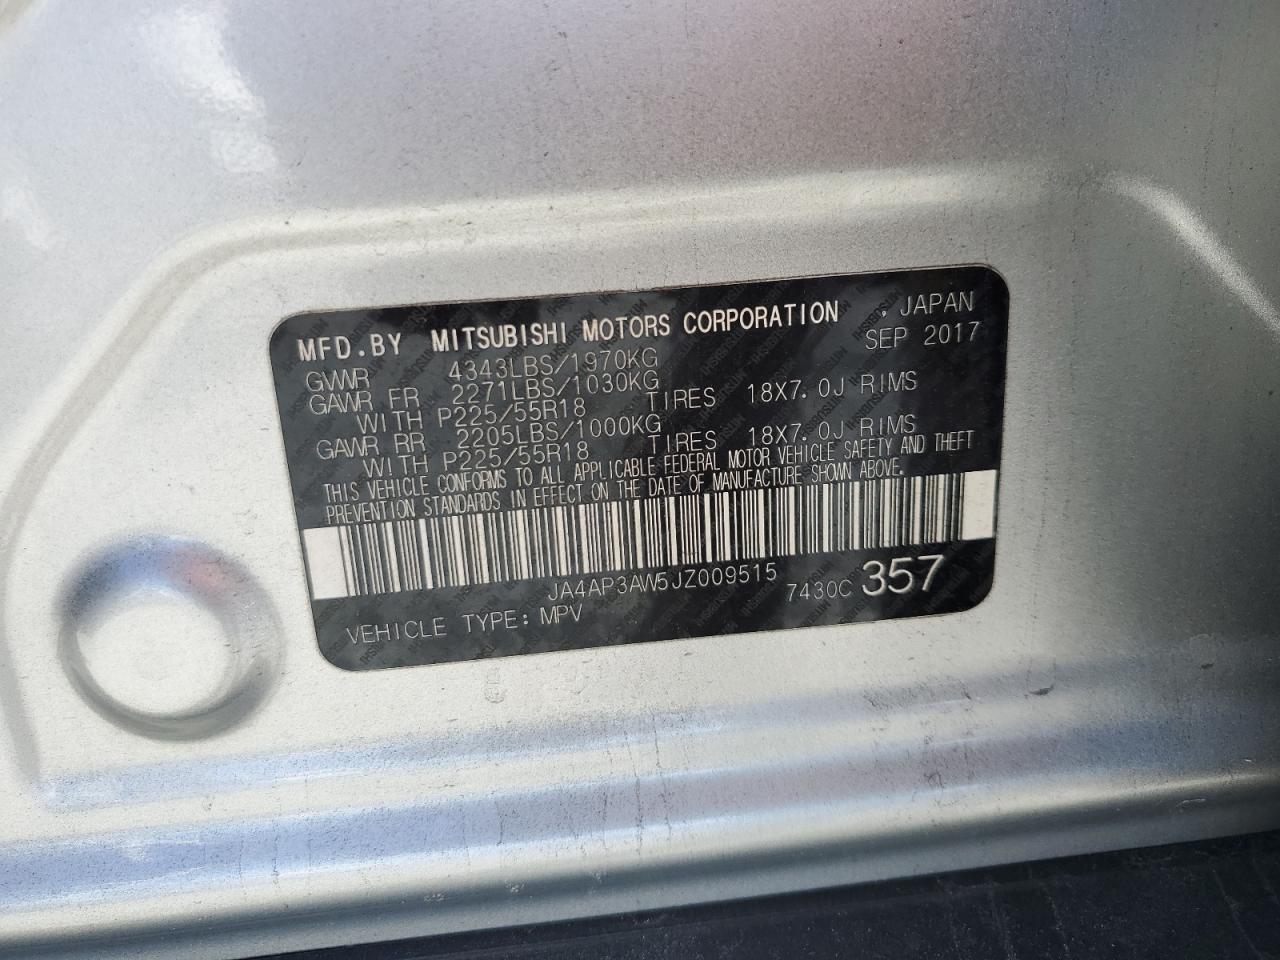 MFD.BY MITSUBISHI MOTORS CORPORATION . JAPAN
SEP 2017
GVWR 4343LBS/1970KG
GAWR FR 2271LBS/1030KG
WITH P225/55R18 TIRES 18X7.0J RIMS
GAWR RR 2205LBS/1000KG
WITH P225/55R18 TIRES 18X7.0J RIMS
THIS VEHICLE CONFORMS TO ALL APPLICABLE FEDERAL MOTOR VEHICLE SAFETY AND THEFT
PREVENTION STANDARDS IN EFFECT ON THE DATE OF MANUFACTURE SHOWN ABOVE.
JA4AP3AW5JZ009515
7430C 357
VEHICLE TYPE: MPV